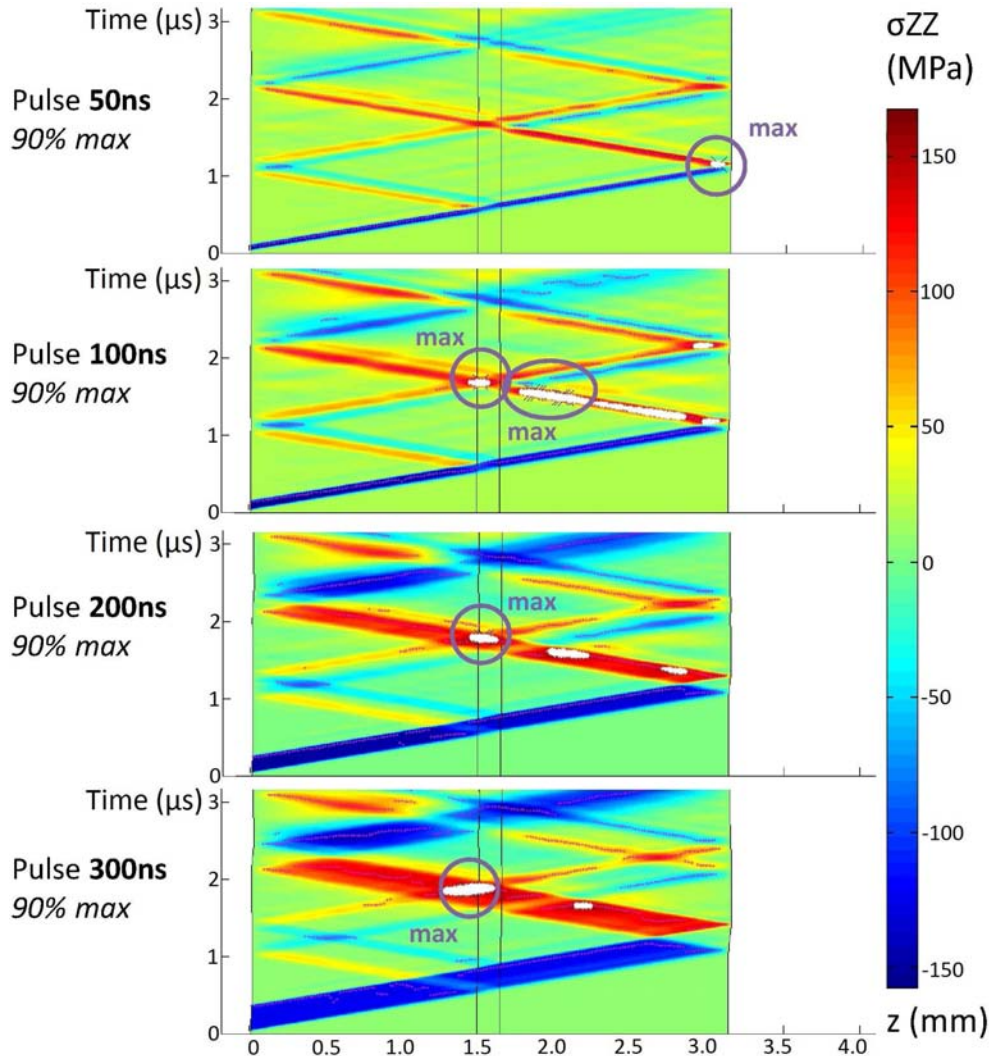 Time (µs)
3
2
1
0
Pulse 50ns
90% max
max
Time (µs)
3
2
1
0
Pulse 100ns
90% max
max
max
Time (µs)
3
2
1
0
Pulse 200ns
90% max
max
Time (µs)
3
2
1
0
Pulse 300ns
90% max
max
0 0.5 1.0 1.5 2.0 2.5 3.0 3.5 4.0
σZZ
(MPa)
150
100
50
0
-50
-100
-150
z (mm)